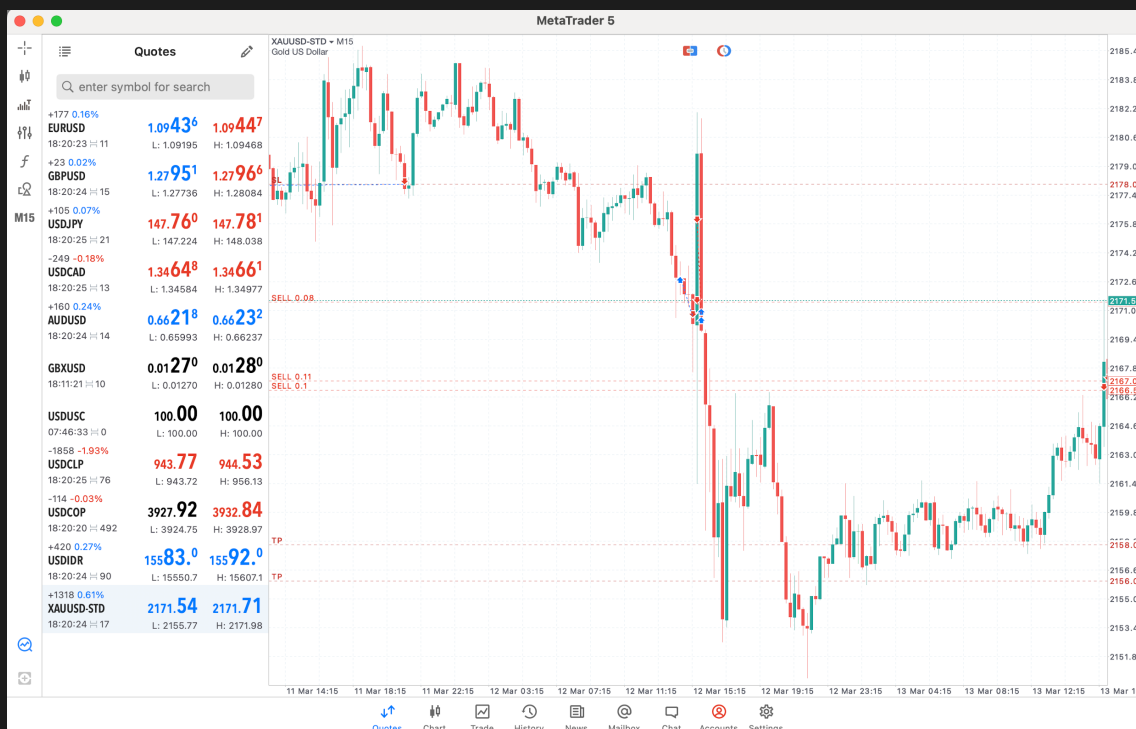 MetaTrader 5
Quotes
enter symbol for search
+177 0.16%
EURUSD 1.09436 1.09447
18:20:23 11 L: 1.09195 H: 1.09468
+23 0.02%
GBPUSD 1.27951 1.27966
18:20:24 15 L: 1.27736 H: 1.28084
+105 0.07%
USDJPY 147.760 147.781
18:20:25 21 L: 147.224 H: 148.038
-249 -0.18%
USDCAD 1.34648 1.34661
18:20:25 13 L: 1.34584 H: 1.34977
+160 0.24%
AUDUSD 0.66218 0.66232
18:20:24 14 L: 0.65993 H: 0.66237
GBXUSD 0.01270 0.01280
18:11:21 10 L: 0.01270 H: 0.01280
USDUSC 100.00 100.00
07:46:33 0 L: 100.00 H: 100.00
-1858 -1.93%
USDCLP 943.77 944.53
18:20:25 76 L: 943.72 H: 956.13
-114 -0.03%
USDCOP 3927.92 3932.84
18:20:20 492 L: 3924.75 H: 3928.97
+420 0.27%
USDIDR 15583.0 15592.0
18:20:24 90 L: 15550.7 H: 15607.1
+1318 0.61%
XAUUSD-STD 2171.54 2171.71
18:20:24 17 L: 2155.77 H: 2171.98
M15
XAUUSD-STD M15
Gold US Dollar
SL
SELL 0.08
SELL 0.11
SELL 0.1
TP
TP
2185.4
2183.8
2182.2
2180.6
2178.0
2177.4
2175.8
2174.2
2172.6
2171.5
2171.0
2169.4
2167.8
2167.0
2166.5
2166.2
2164.6
2163.0
2161.4
2159.8
2158.0
2156.6
2156.0
2155.0
2153.4
2151.8
11 Mar 14:15 11 Mar 18:15 11 Mar 22:15 12 Mar 03:15 12 Mar 07:15 12 Mar 11:15 12 Mar 15:15 12 Mar 19:15 12 Mar 23:15 13 Mar 04:15 13 Mar 08:15 13 Mar 12:15 13 Mar 1
Quotes Chart Trade History News Mailbox Chat Accounts Settings